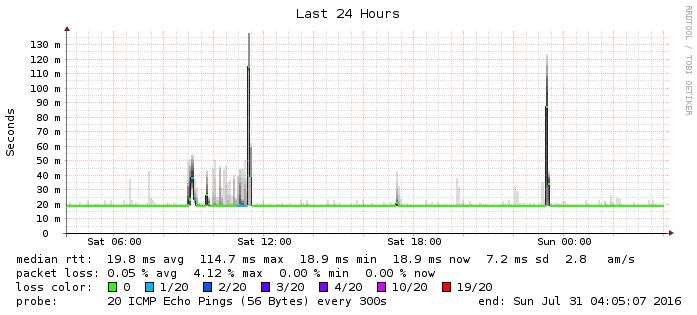 Last 24 Hours
RRDTOOL / TOBI OETIKER
Seconds
130 m
120 m
110 m
100 m
90 m
80 m
70 m
60 m
50 m
40 m
30 m
20 m
10 m
0
Sat 06:00 Sat 12:00 Sat 18:00 Sun 00:00
median rtt: 19.8 ms avg 114.7 ms max 18.9 ms min 18.9 ms now 7.2 ms sd 2.8 am/s
packet loss: 0.05 % avg 4.12 % max 0.00 % min 0.00 % now
loss color: 0 1/20 2/20 3/20 4/20 10/20 19/20
probe: 20 ICMP Echo Pings (56 Bytes) every 300s end: Sun Jul 31 04:05:07 2016